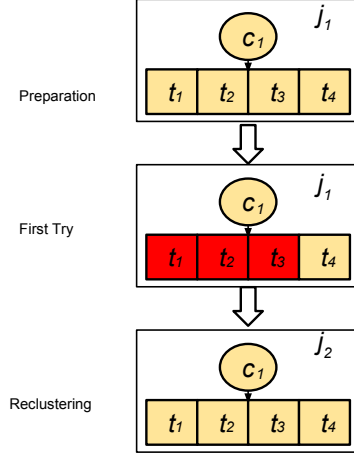 j1
c1
Preparation
t1 t2 t3 t4
j1
c1
First Try
t1 t2 t3 t4
j2
c1
Reclustering
t1 t2 t3 t4